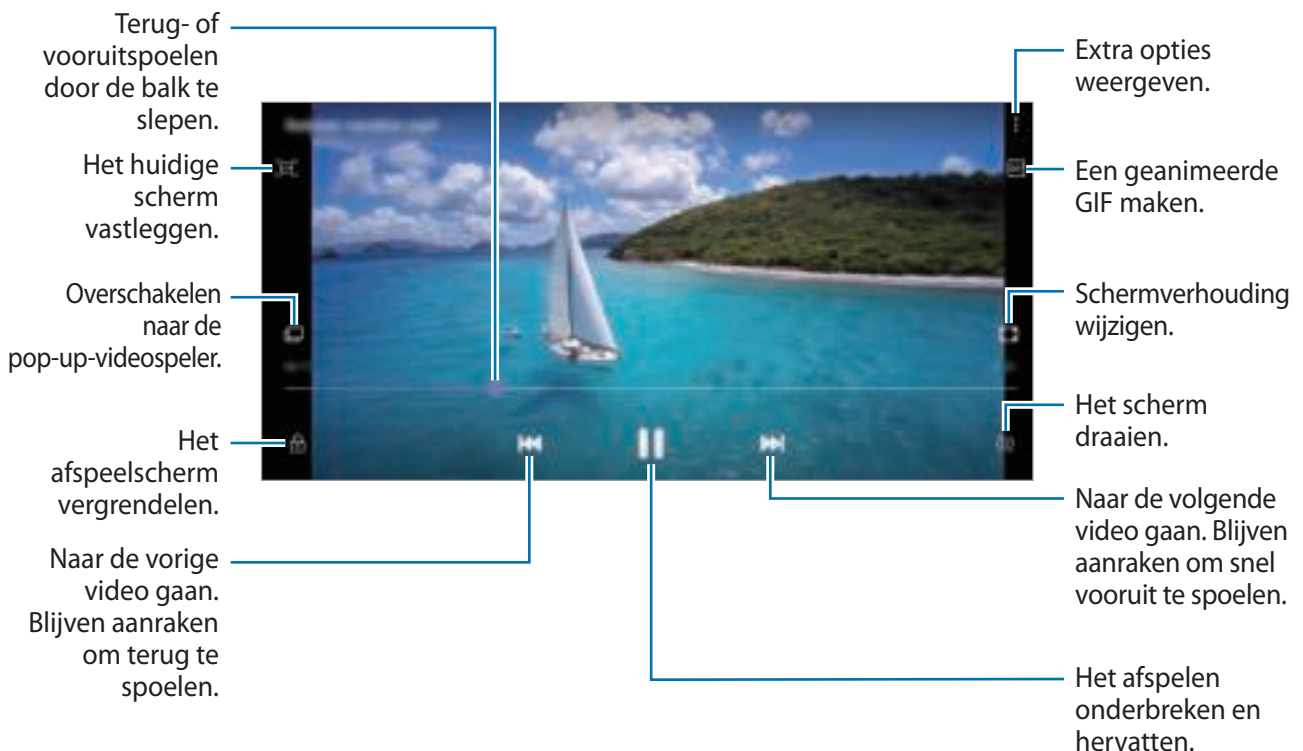 Terug- of
vooruitspoelen
door de balk te
slepen.
Het huidige
scherm
vastleggen.
Overschakelen
naar de
pop-up-videospeler.
Het
afspeelscherm
vergrendelen.
Naar de vorige
video gaan.
Blijven aanraken
om terug te
spoelen.
Extra opties
weergeven.
Een geanimeerde
GIF maken.
Schermverhouding
wijzigen.
Het scherm
draaien.
Naar de volgende
video gaan. Blijven
aanraken om snel
vooruit te spoelen.
Het afspelen
onderbreken en
hervatten.